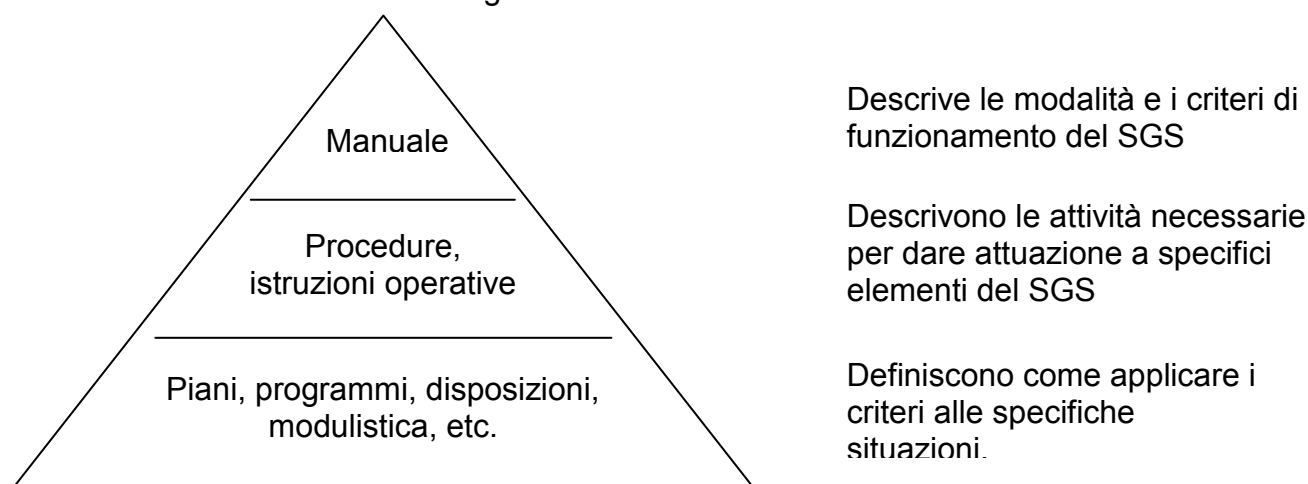 Manuale
Descrive le modalità e i criteri di
funzionamento del SGS
Procedure,
istruzioni operative
Descrivono le attività necessarie
per dare attuazione a specifici
elementi del SGS
Piani, programmi, disposizioni,
modulistica, etc.
Definiscono come applicare i
criteri alle specifiche
situazioni.